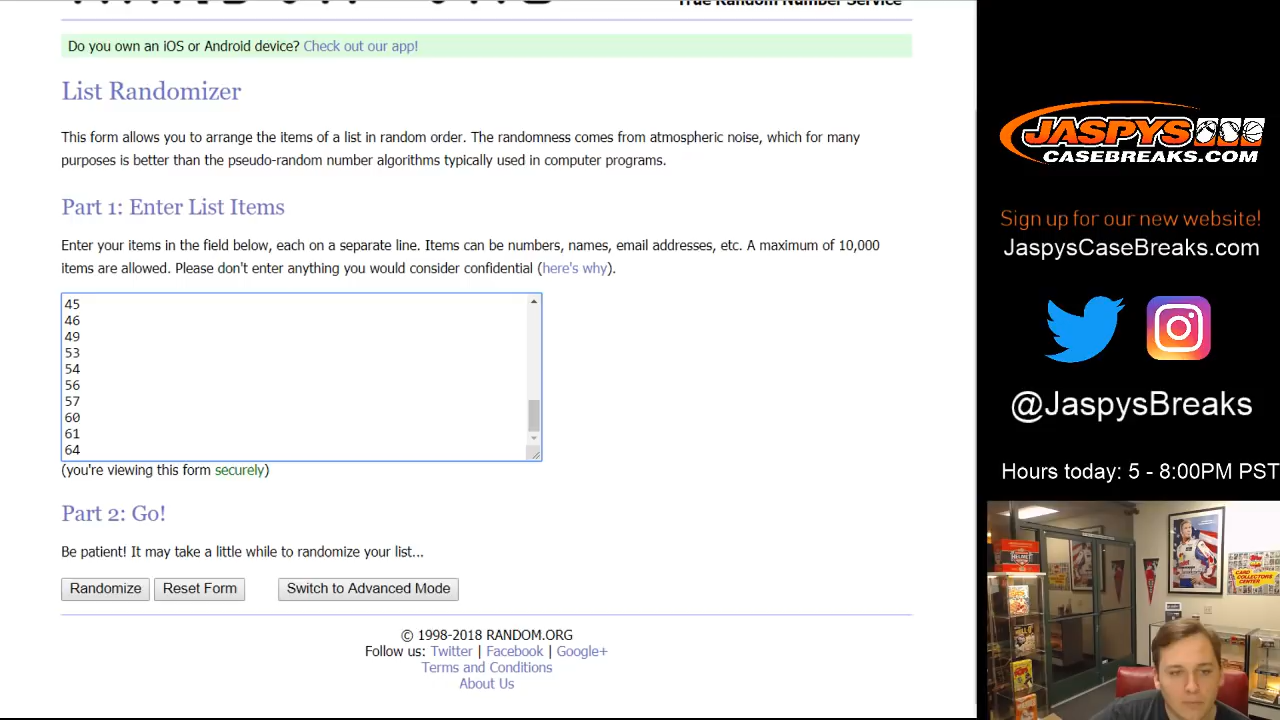 True Random Number Service
Do you own an iOS or Android device? Check out our app!
List Randomizer
This form allows you to arrange the items of a list in random order. The randomness comes from atmospheric noise, which for many
purposes is better than the pseudo-random number algorithms typically used in computer programs.
Part 1: Enter List Items
Enter your items in the field below, each on a separate line. Items can be numbers, names, email addresses, etc. A maximum of 10,000
items are allowed. Please don't enter anything you would consider confidential (here's why).
45
46
49
53
54
56
57
60
61
64
(you're viewing this form securely)
Part 2: Go!
Be patient! It may take a little while to randomize your list...
Randomize Reset Form Switch to Advanced Mode
© 1998-2018 RANDOM.ORG
Follow us: Twitter | Facebook | Google+
Terms and Conditions
About Us
JASPYS
CASEBREAKS.COM
Sign up for our new website!
JaspysCaseBreaks.com
@JaspysBreaks
Hours today: 5 - 8:00PM PST
CARD
COLLECTORS
CENTER